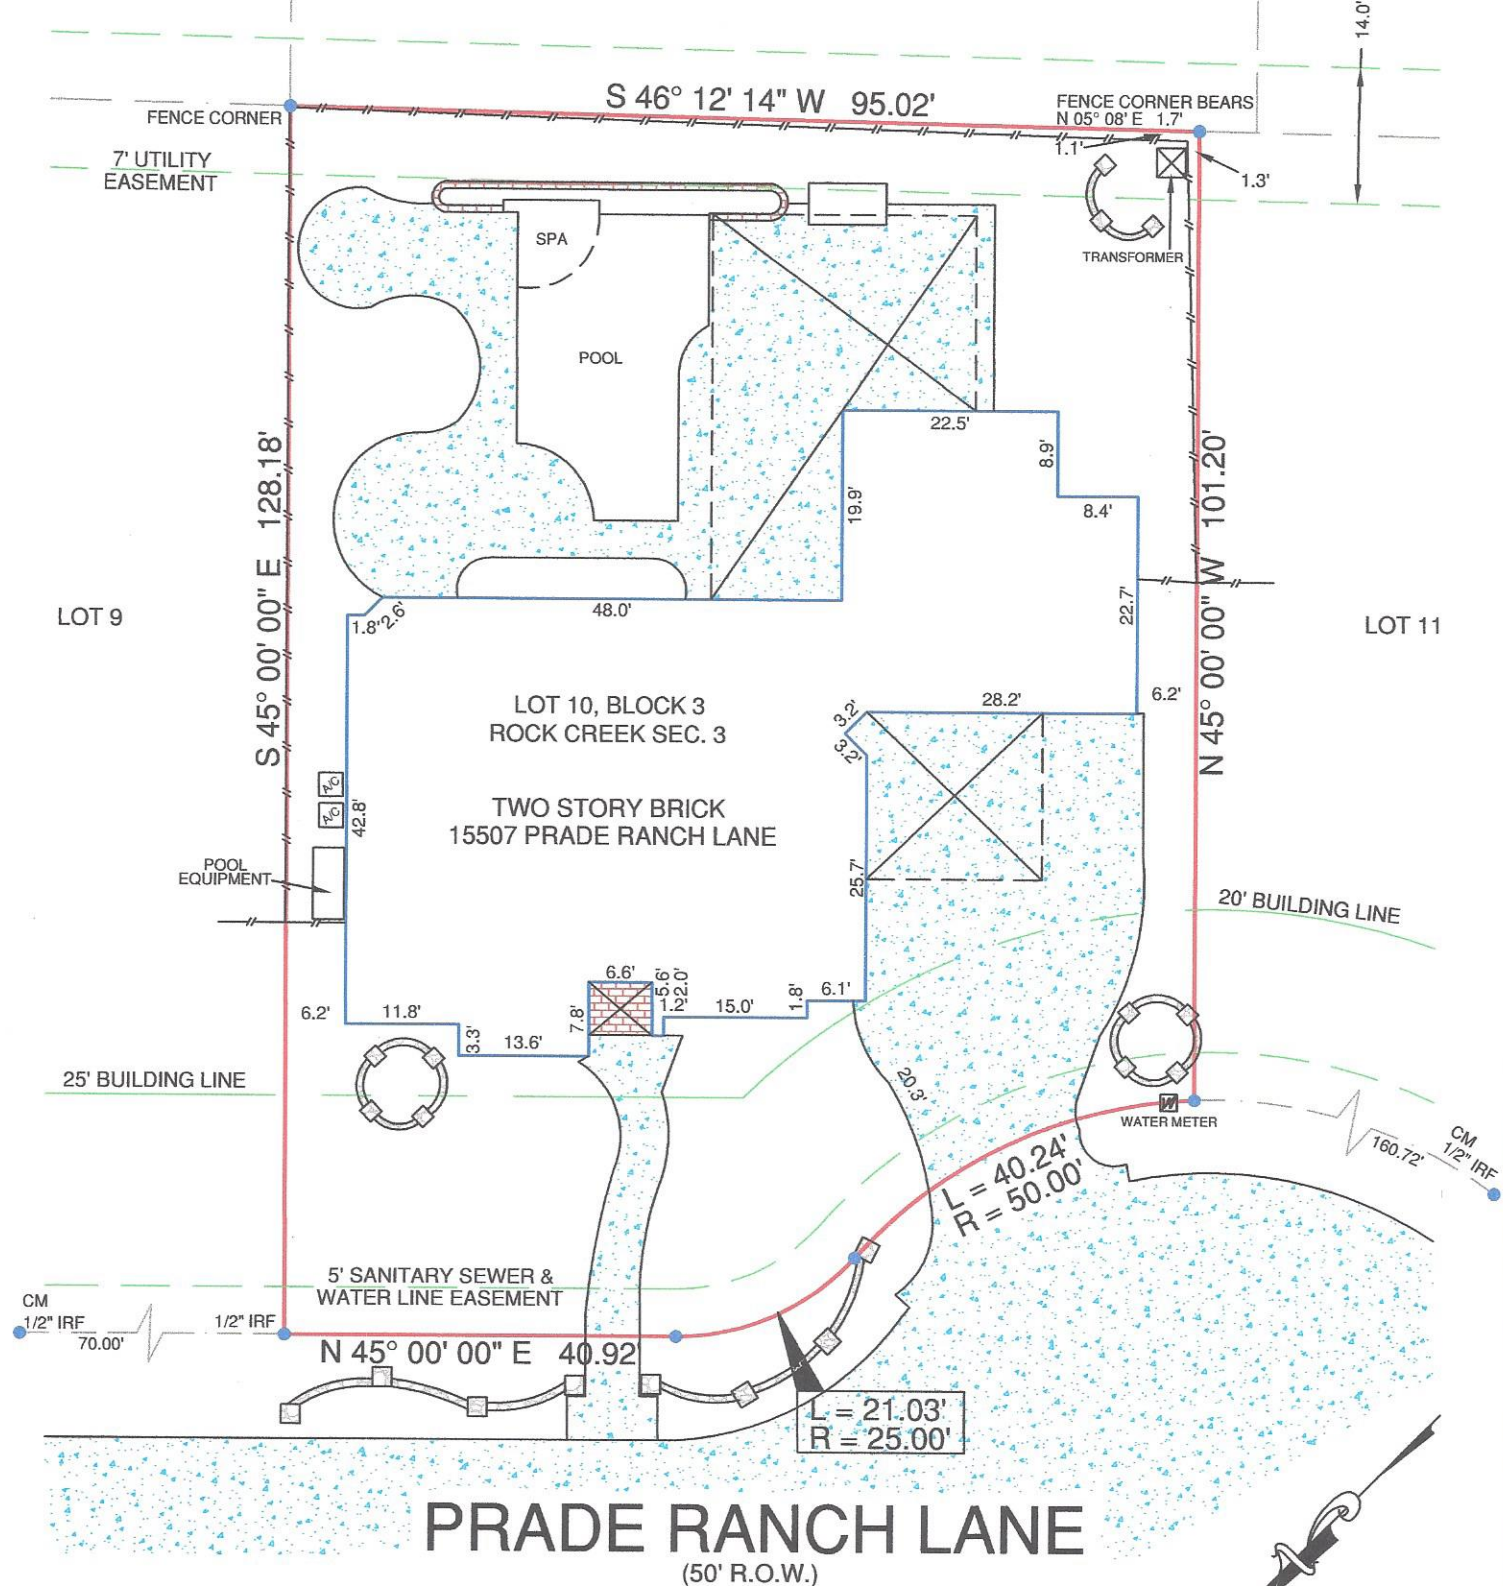 14.0'
S 46° 12' 14" W 95.02'
FENCE CORNER
FENCE CORNER BEARS
N 05° 08' E 1.7'
1.1'
1.3'
7' UTILITY
EASEMENT
SPA
TRANSFORMER
POOL
22.5'
8.9'
19.9'
8.4'
S 45° 00' 00" E 128.18'
N 45° 00' 00" W 101.20'
48.0'
22.7'
1.8'
2.6'
LOT 9
LOT 11
LOT 10, BLOCK 3
ROCK CREEK SEC. 3
28.2'
6.2'
3.2'
3.2'
A/C
A/C
42.8'
TWO STORY BRICK
15507 PRADE RANCH LANE
POOL
EQUIPMENT
25.7'
20' BUILDING LINE
6.6'
5.6'
2.0'
1.2'
15.0'
1.8'
6.1'
6.2'
11.8'
3.3'
13.6'
7.8'
25' BUILDING LINE
20.3'
W
WATER METER
L = 40.24'
R = 50.00'
160.72'
CM
1/2" IRF
5' SANITARY SEWER &
WATER LINE EASEMENT
CM
1/2" IRF
70.00'
1/2" IRF
N 45° 00' 00" E 40.92'
L = 21.03'
R = 25.00'
PRADE RANCH LANE
(50' R.O.W.)